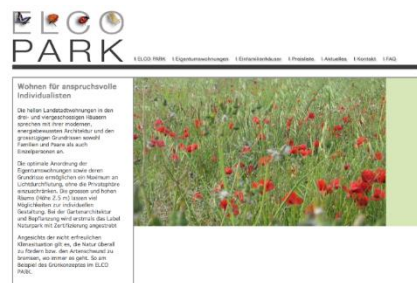 ELCO
PARK
I ELCO PARK I Eigentumswohnungen I Einfamilienhäuser I Preisliste I Aktuelles I Kontakt I FAQ
Wohnen für anspruchsvolle
Individualisten
Die hellen Landstadtwohnungen in den
drei- und viergeschossigen Häusern
sprechen mit ihrer modernen,
energiebewussten Architektur und den
grosszügigen Grundrissen sowohl
Familien und Paare als auch
Einzelpersonen an.
Die optimale Anordnung der
Eigentumswohnungen sowie deren
Grundrisse ermöglichen ein Maximum an
Lichtdurchflutung, ohne die Privatsphäre
einzuschränken. Die grossen und hohen
Räume (Höhe 2.5 m) lassen viel
Möglichkeiten zur individuellen
Gestaltung. Bei der Gartenarchitektur
und Bepflanzung wird erstmals das Label
Naturpark mit Zertifizierung angestrebt
Angesichts der nicht erfreulichen
Klimasituation gilt es, die Natur überall
zu fördern bzw. den Artenschwund zu
bremsen, wo immer es geht. So am
Beispiel des Grünkonzeptes im ELCO
PARK.